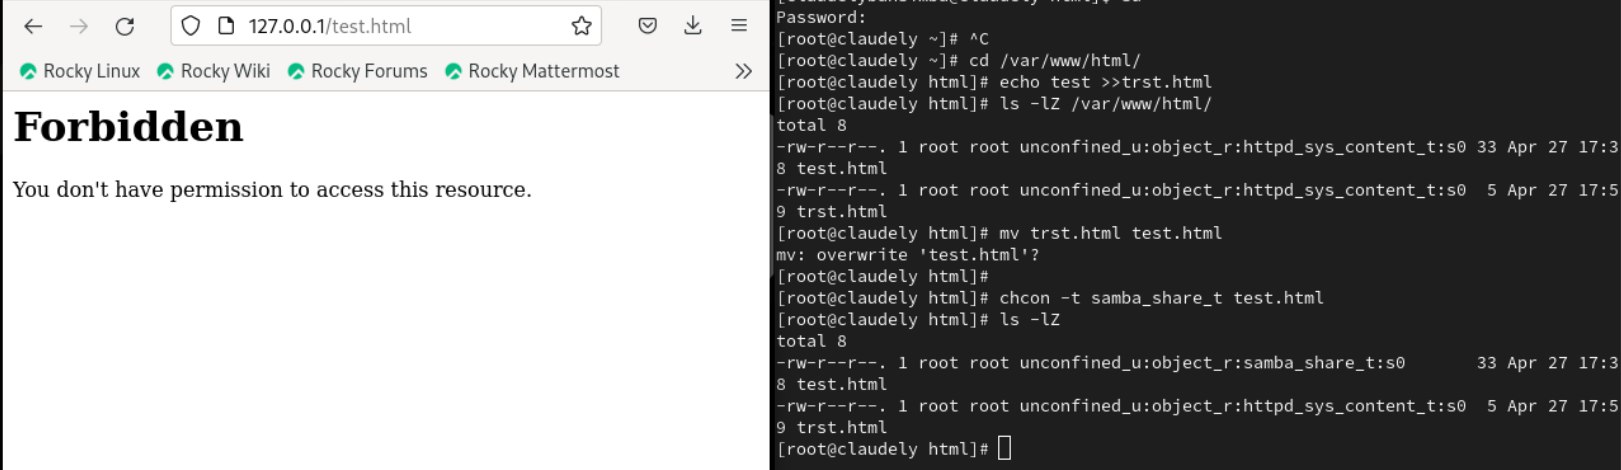 127.0.0.1/test.html
Rocky Linux Rocky Wiki Rocky Forums Rocky Mattermost
Forbidden
You don't have permission to access this resource.
Password:
[root@claudely ~]# ^C
[root@claudely ~]# cd /var/www/html/
[root@claudely html]# echo test >>trst.html
[root@claudely html]# ls -lZ /var/www/html/
total 8
-rw-r--r--. 1 root root unconfined_u:object_r:httpd_sys_content_t:s0 33 Apr 27 17:3
8 test.html
-rw-r--r--. 1 root root unconfined_u:object_r:httpd_sys_content_t:s0  5 Apr 27 17:5
9 trst.html
[root@claudely html]# mv trst.html test.html
mv: overwrite 'test.html'?
[root@claudely html]#
[root@claudely html]# chcon -t samba_share_t test.html
[root@claudely html]# ls -lZ
total 8
-rw-r--r--. 1 root root unconfined_u:object_r:samba_share_t:s0       33 Apr 27 17:3
8 test.html
-rw-r--r--. 1 root root unconfined_u:object_r:httpd_sys_content_t:s0  5 Apr 27 17:5
9 trst.html
[root@claudely html]#